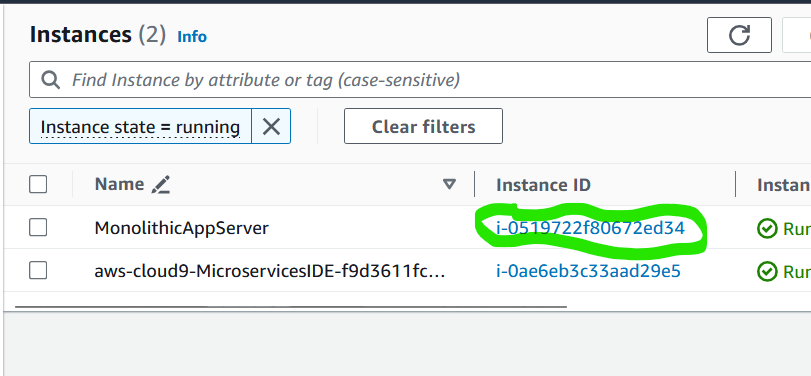 Instances (2) Info
Find Instance by attribute or tag (case-sensitive)
Instance state = running
Clear filters
Name Instance ID Instan
MonolithicAppServer i-0519722f80672ed34 Run
aws-cloud9-MicroservicesIDE-f9d3611fc... i-0ae6eb3c33aad29e5 Run